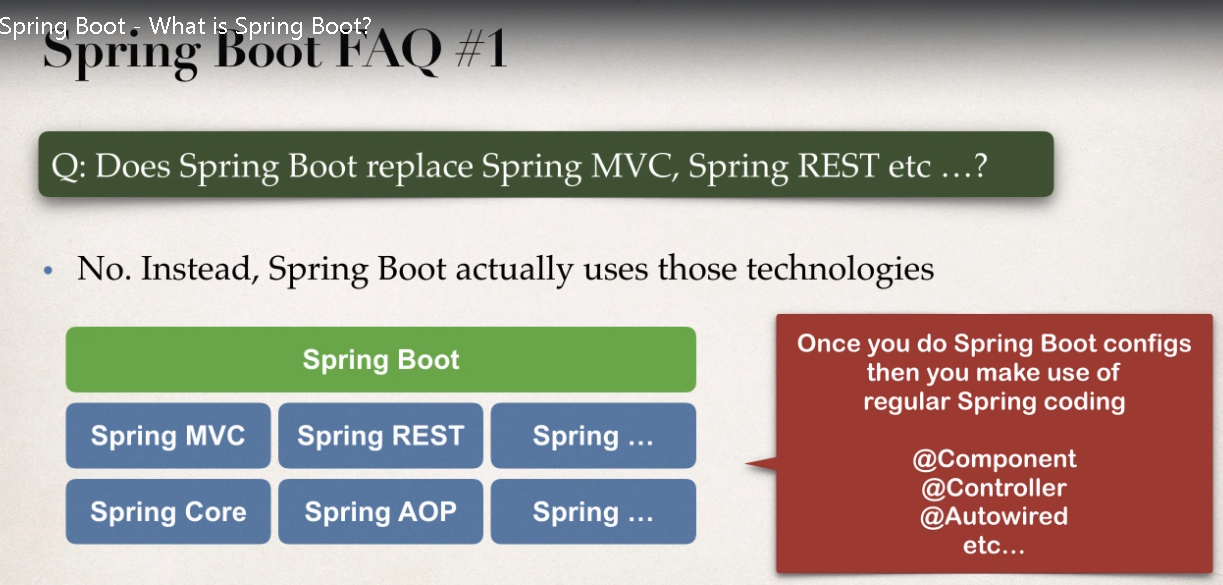 Spring Boot - What is Spring Boot?
Spring Boot FAQ #1
Q: Does Spring Boot replace Spring MVC, Spring REST etc ...?
• No. Instead, Spring Boot actually uses those technologies
Spring Boot
Spring MVC
Spring REST
Spring ...
Spring Core
Spring AOP
Spring ...
Once you do Spring Boot configs
then you make use of
regular Spring coding
@Component
@Controller
@Autowired
etc...